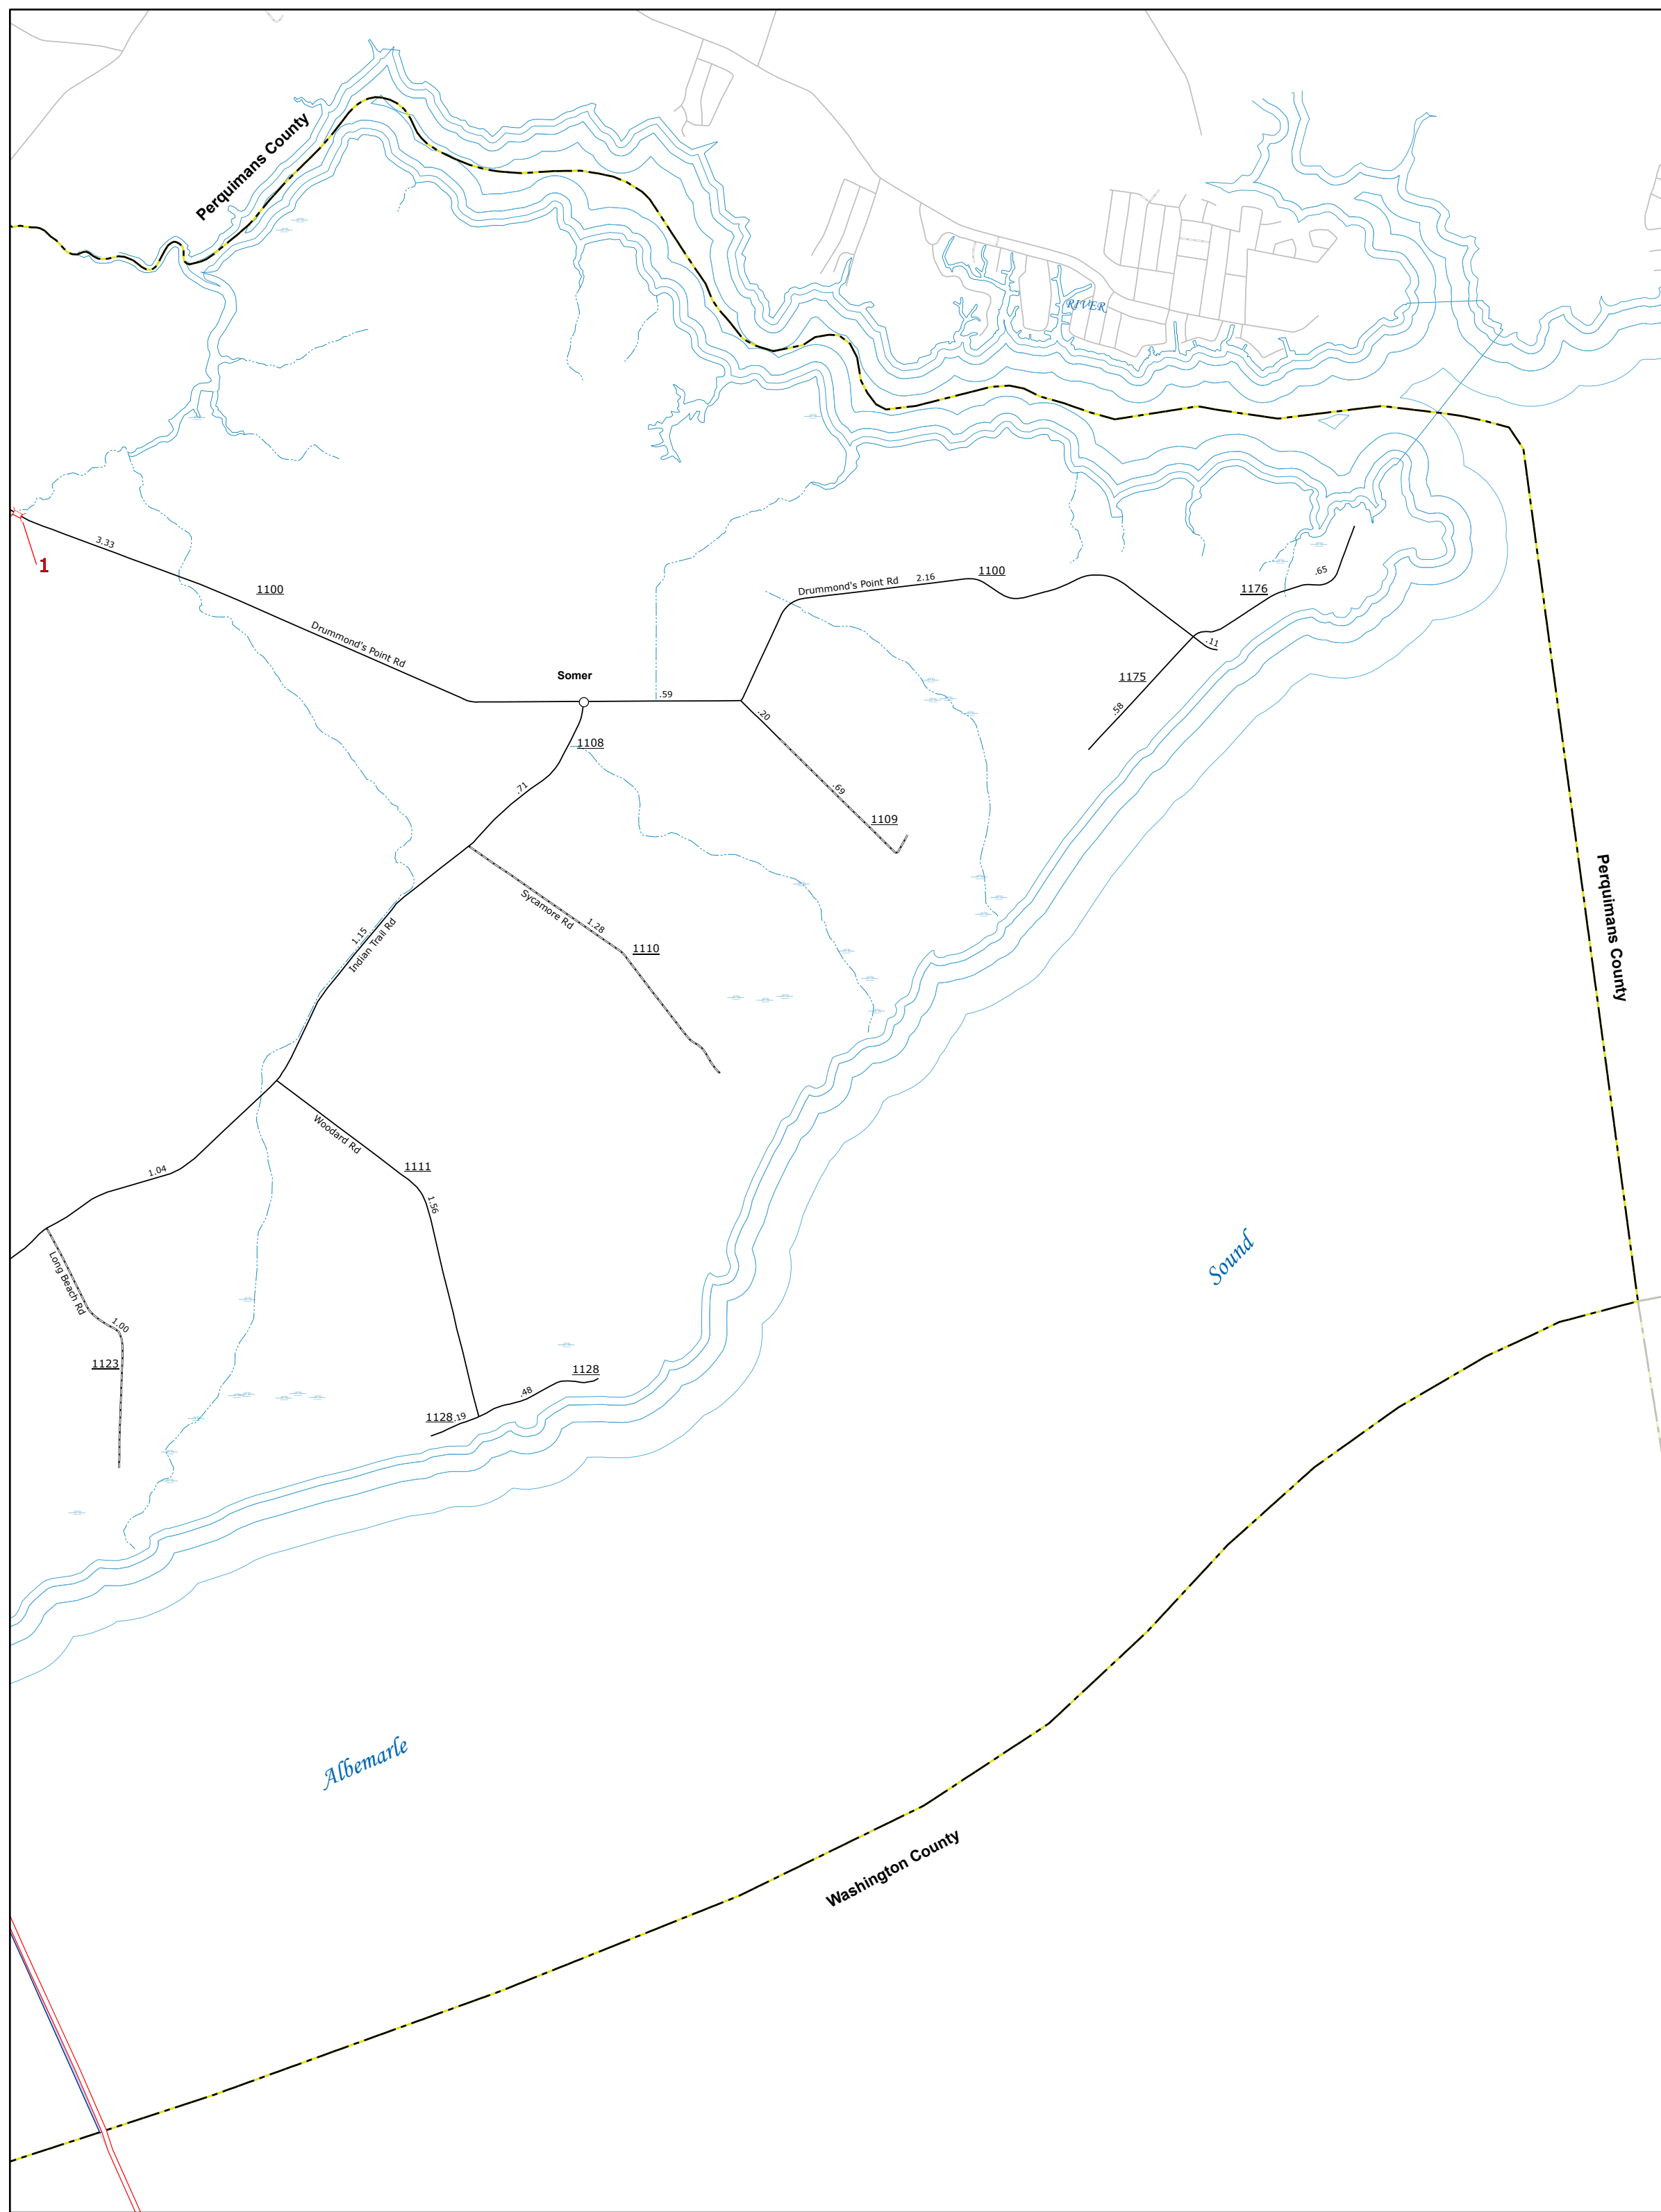 Perquimans County
RIVER
3.33
1
1100
Drummond's Point Rd
Drummond's Point Rd
2.16
1100
.65
1176
.11
Somer
.59
1175
.20
.58
1108
.71
.69
1109
Perquimans County
Sycamore Rd
1.28
1110
1.15
Indian Trail Rd
Woodard Rd
1111
1.04
1.56
Sound
Long Beach Rd
1.00
1123
1128
.48
1128
.19
Albemarle
Washington County